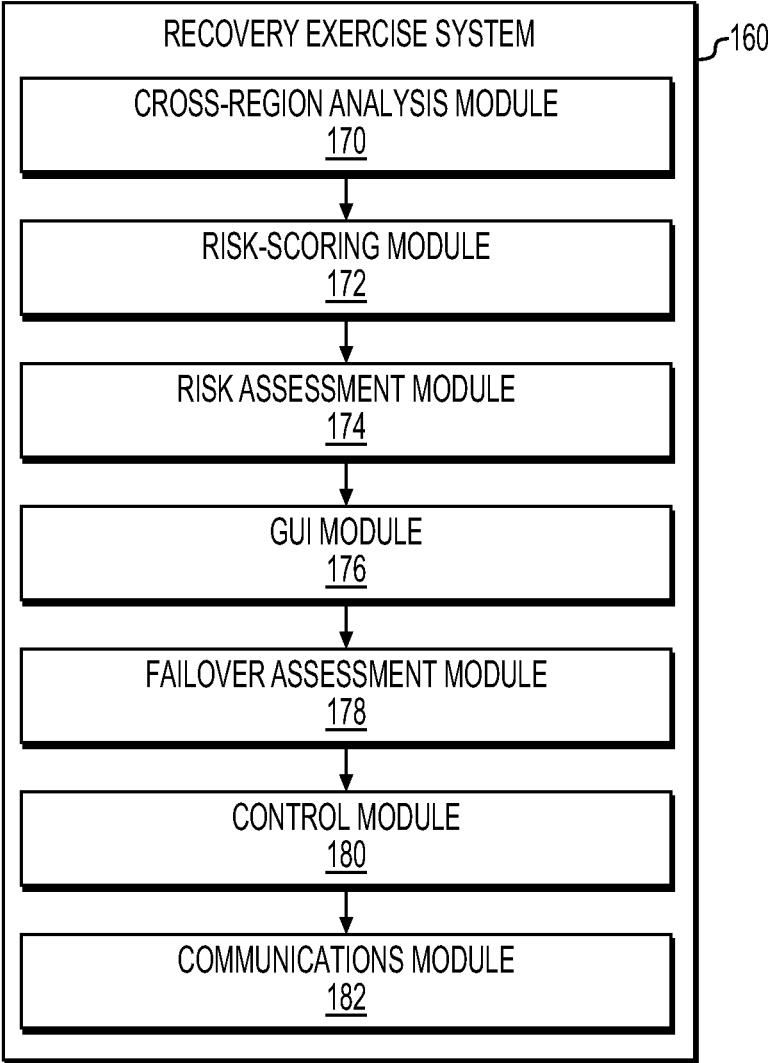 RECOVERY EXERCISE SYSTEM
160
CROSS-REGION ANALYSIS MODULE
170
RISK-SCORING MODULE
172
RISK ASSESSMENT MODULE
174
GUI MODULE
176
FAILOVER ASSESSMENT MODULE
178
CONTROL MODULE
180
COMMUNICATIONS MODULE
182